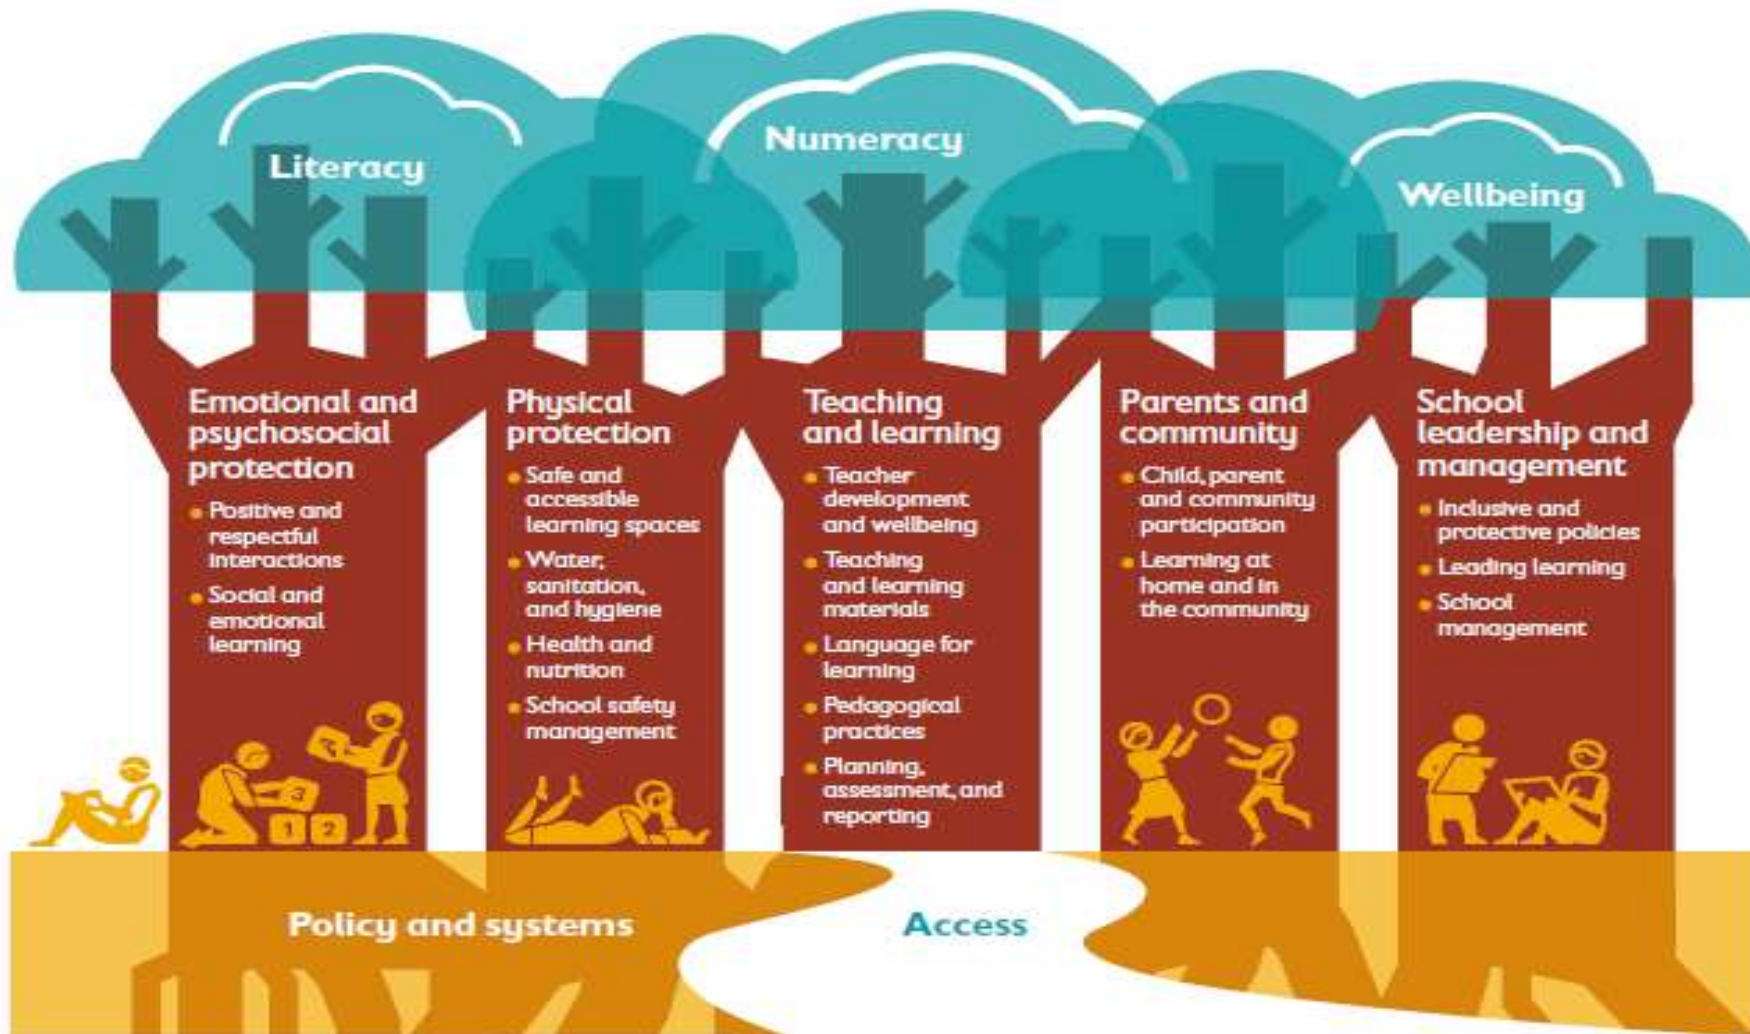 Literacy
Numeracy
Wellbeing
Emotional and
psychosocial
protection
• Positive and
respectful
interactions
• Social and
emotional
learning
Physical
protection
• Safe and
accessible
learning spaces
• Water,
sanitation,
and hygiene
• Health and
nutrition
• School safety
management
Teaching
and learning
• Teacher
development
and wellbeing
• Teaching
and learning
materials
• Language for
learning
• Pedagogical
practices
• Planning,
assessment, and
reporting
Parents and
community
• Child, parent
and community
participation
• Learning at
home and in
the community
School
leadership and
management
• Inclusive and
protective policies
• Leading learning
• School
management
3
1 2
Policy and systems
Access